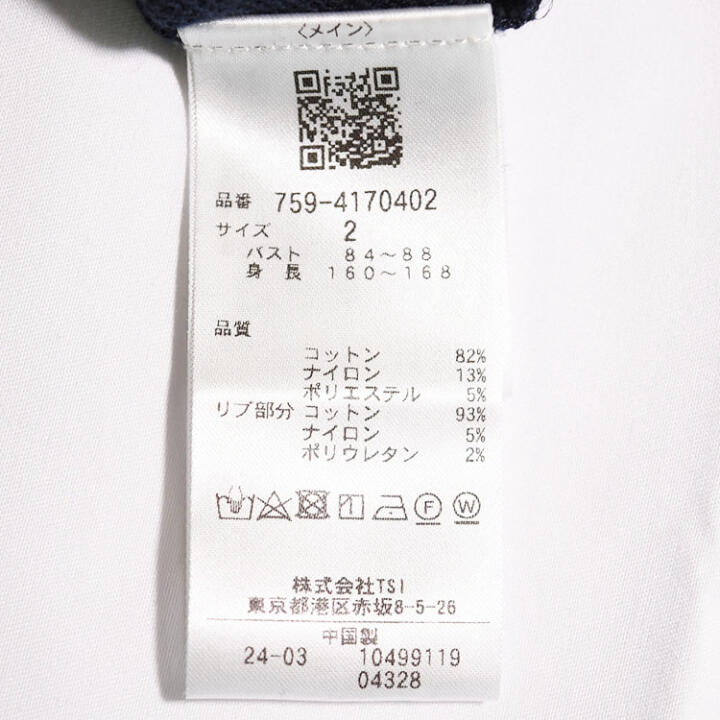 〈メイン〉
品番 759-4170402
サイズ 2
バスト 84～88
身長 160～168
品質
コットン 82%
ナイロン 13%
ポリエステル 5%
リブ部分 コットン 93%
ナイロン 5%
ポリウレタン 2%
F W
株式会社TSI
東京都港区赤坂8-5-26
中国製
24-03 10499119
04328